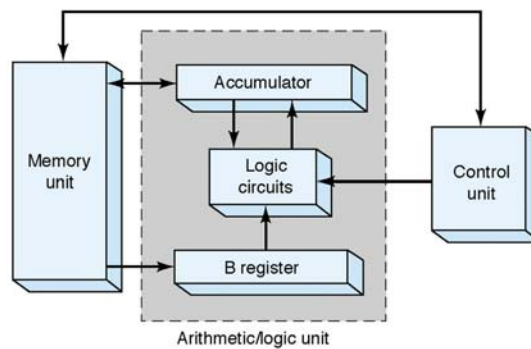 Accumulator
Memory
unit
Logic
circuits
Control
unit
B register
Arithmetic/logic unit